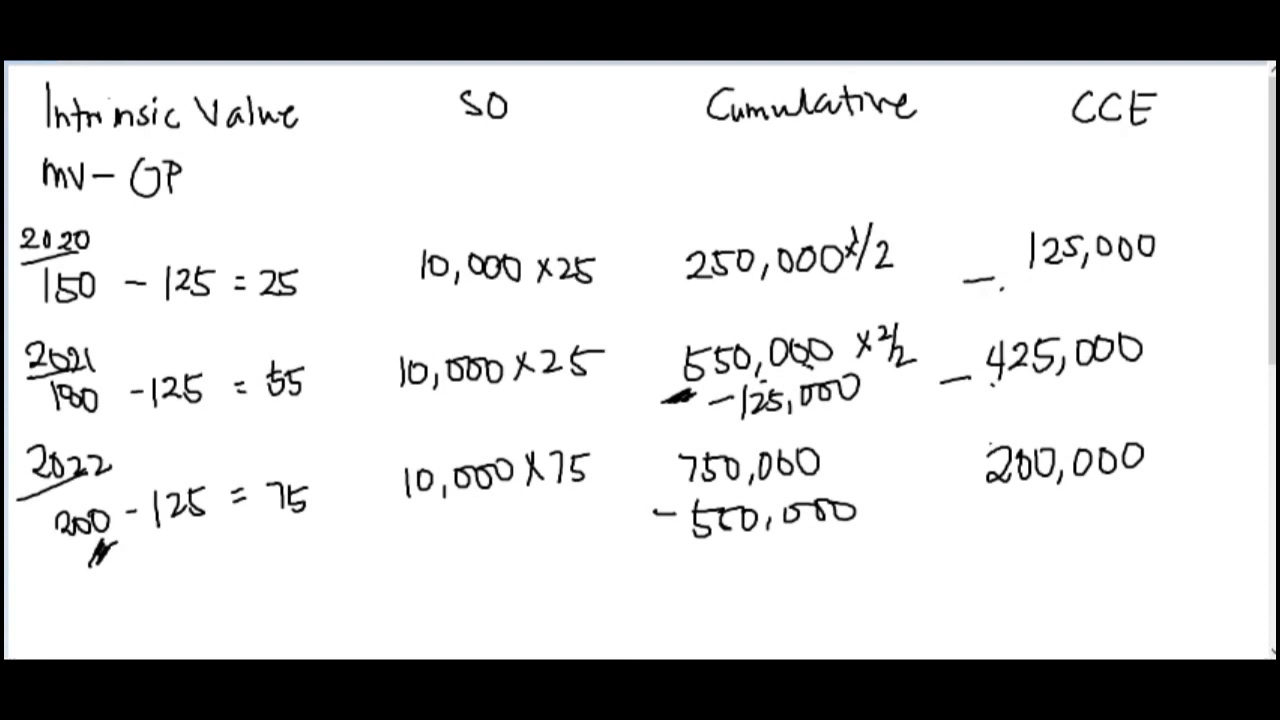 Intrinsic Value SO Cumulative CCE
MV - OP
2020
150 - 125 = 25 10,000 x 25 250,000 x 1/2 - 125,000
2021
180 - 125 = 55 10,000 x 25 550,000 x 2/2 - 425,000
- 125,000
2022
200 - 125 = 75 10,000 x 75 750,000 200,000
- 550,000